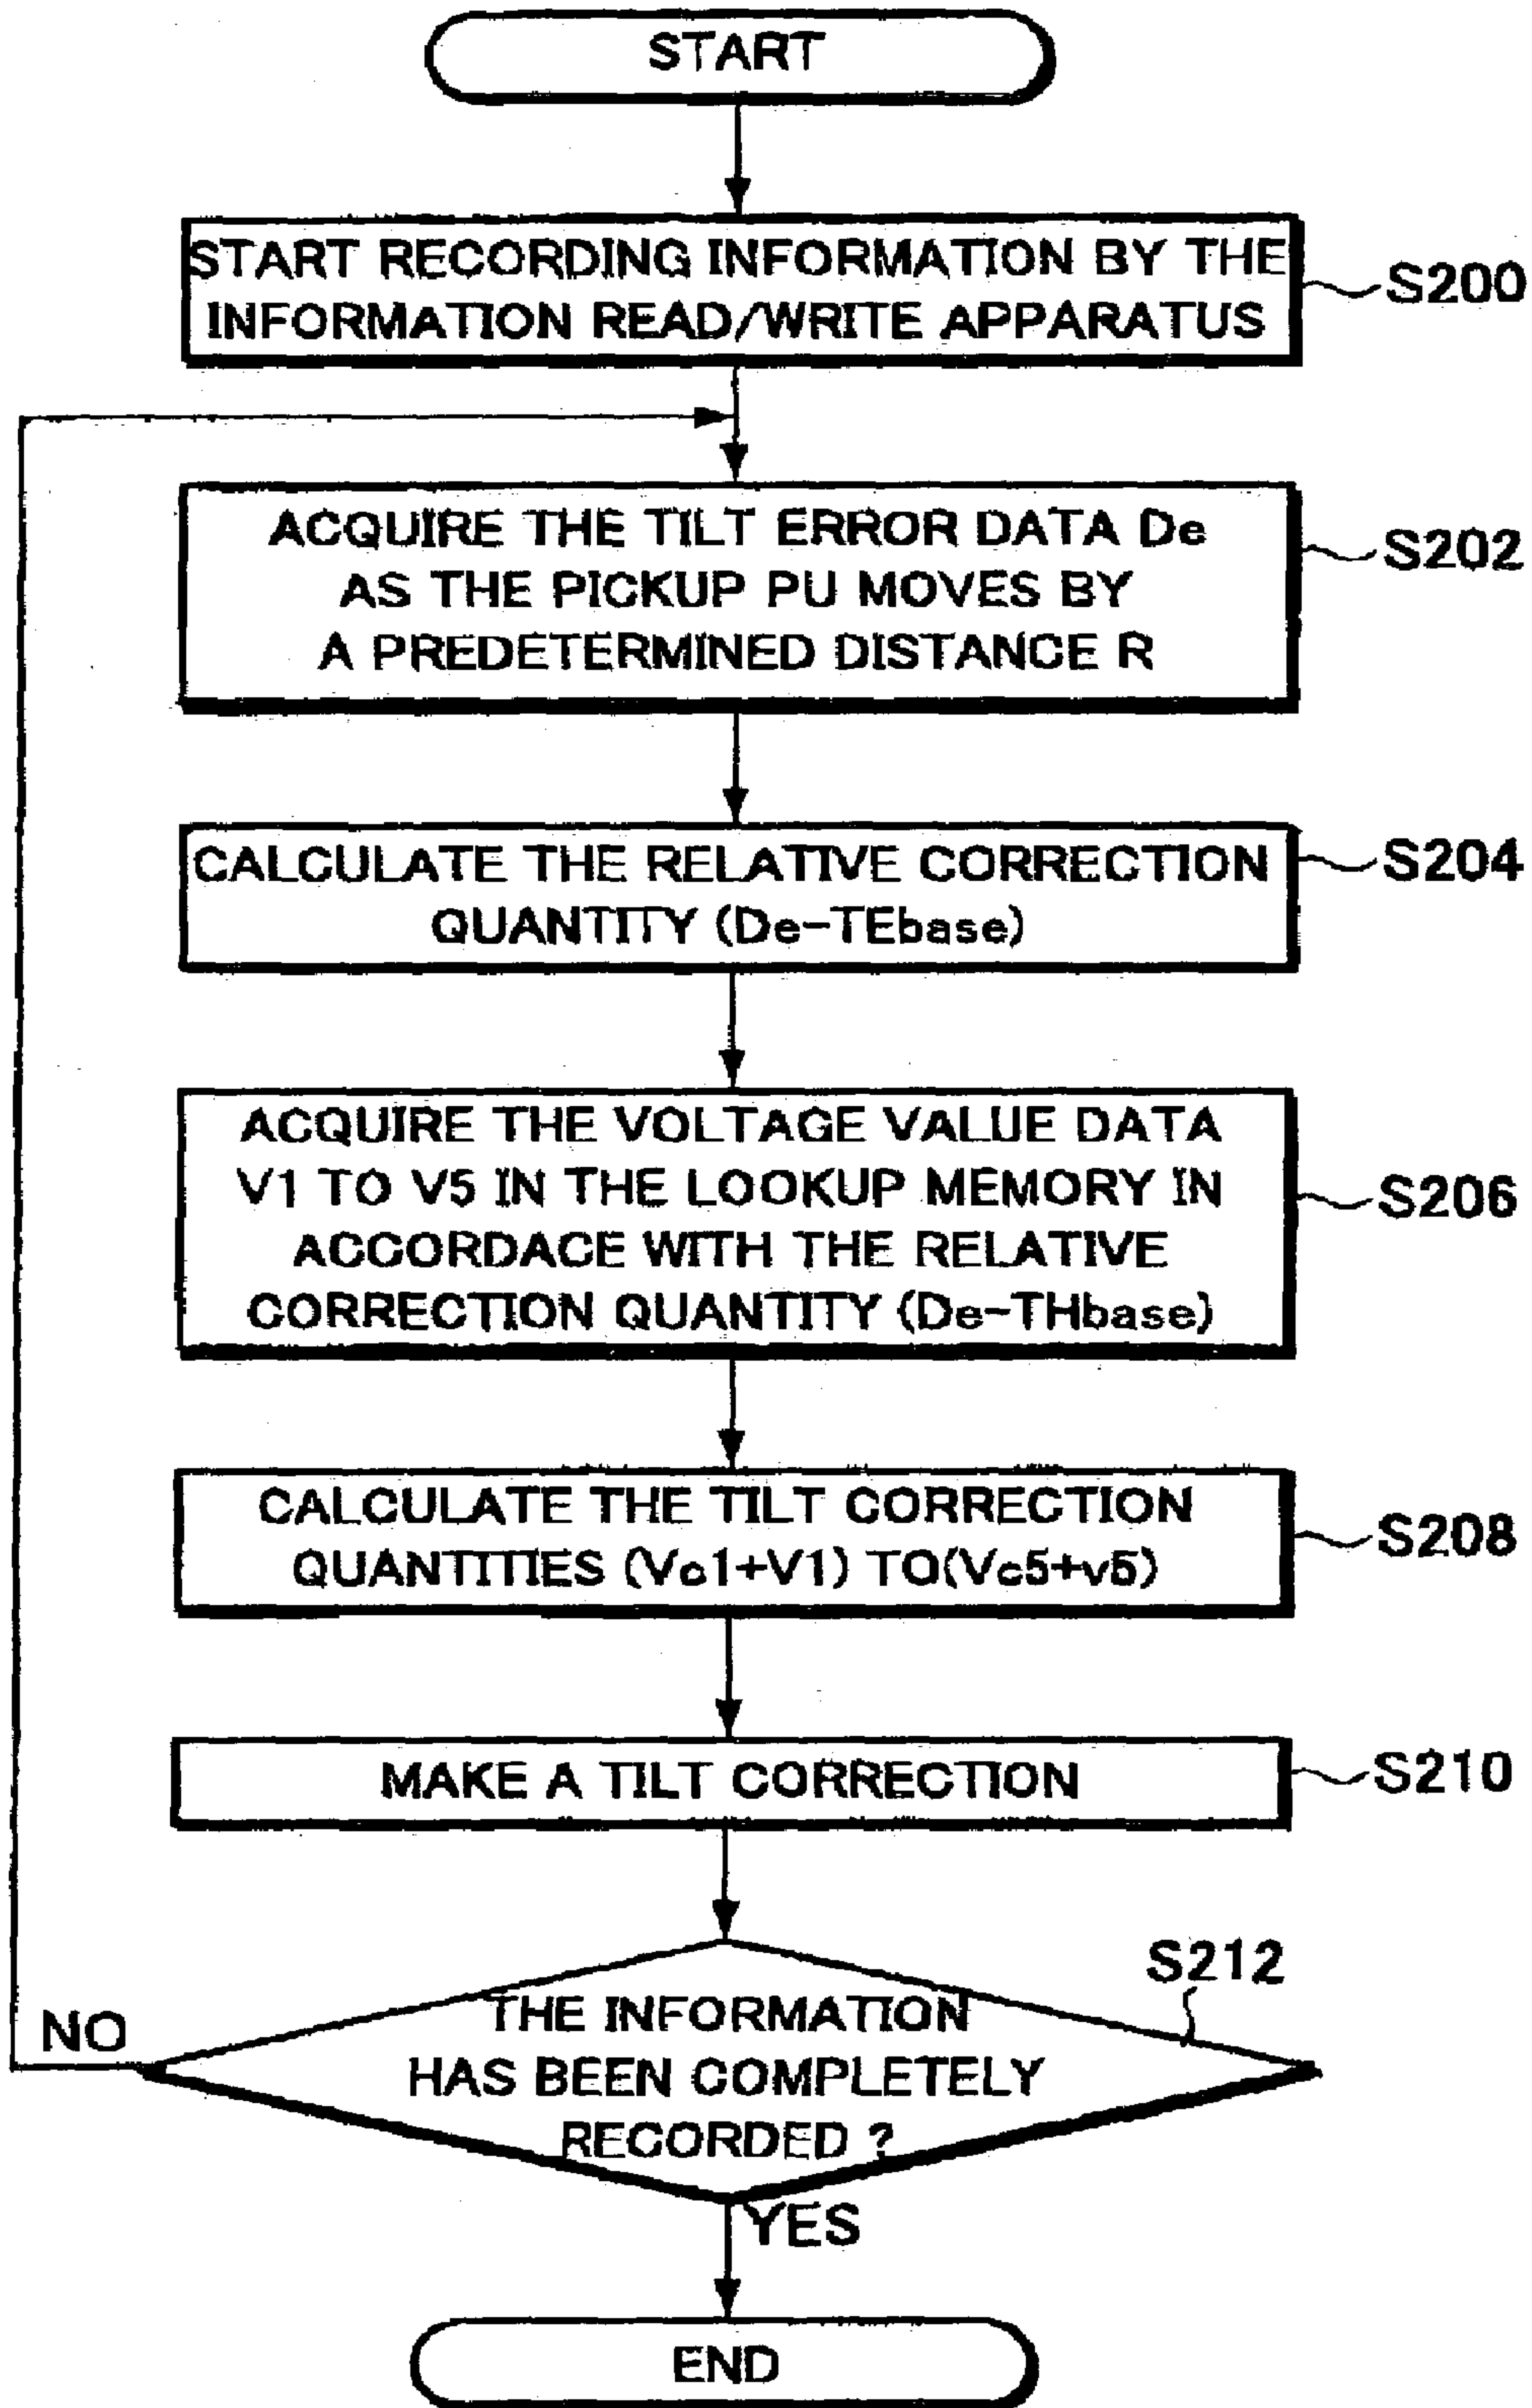 START
START RECORDING INFORMATION BY THE
INFORMATION READ/WRITE APPARATUS
S200
ACQUIRE THE TILT ERROR DATA De
AS THE PICKUP PU MOVES BY
A PREDETERMINED DISTANCE R
S202
CALCULATE THE RELATIVE CORRECTION
QUANTITY (De-TEbase)
S204
ACQUIRE THE VOLTAGE VALUE DATA
V1 TO V5 IN THE LOOKUP MEMORY IN
ACCORDACE WITH THE RELATIVE
CORRECTION QUANTITY (De-THbase)
S206
CALCULATE THE TILT CORRECTION
QUANTITIES (Vc1+V1) TO(Vc5+v5)
S208
MAKE A TILT CORRECTION
S210
S212
THE INFORMATION
HAS BEEN COMPLETELY
RECORDED ?
NO
YES
END